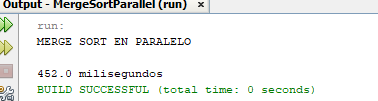 Output - MergeSortParallel (run) ×
run:
MERGE SORT EN PARALELO
452.0 milisegundos
BUILD SUCCESSFUL (total time: 0 seconds)